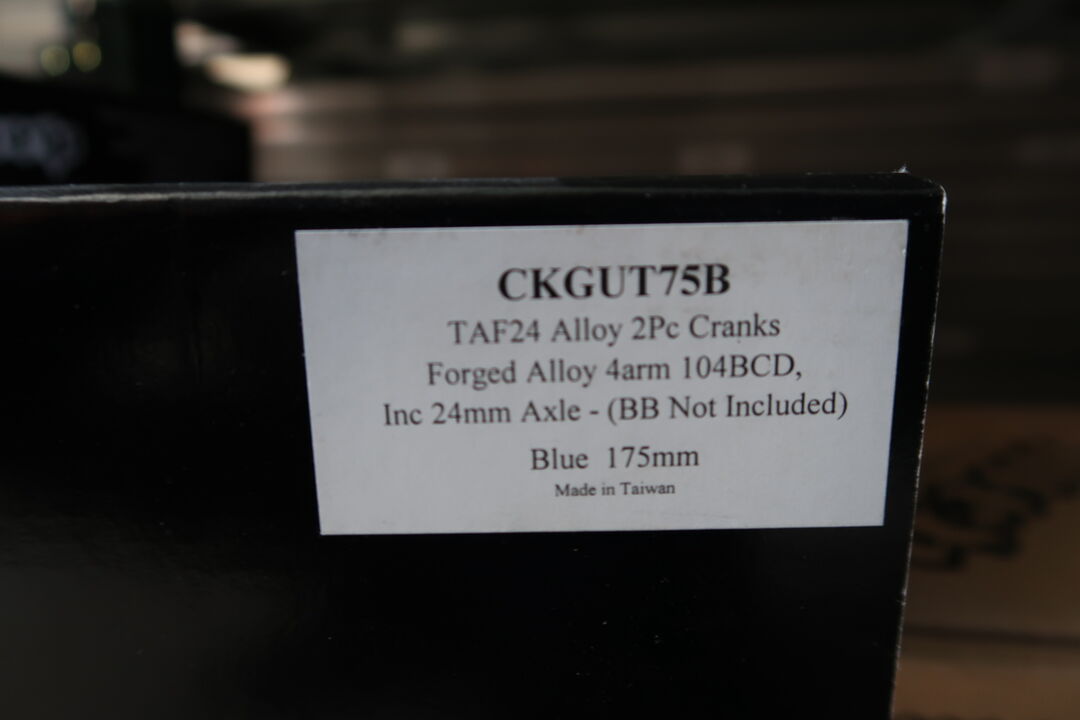 CKGUT75B
TAF24 Alloy 2Pc Cranks
Forged Alloy 4arm 104BCD,
Inc 24mm Axle - (BB Not Included)
Blue 175mm
Made in Taiwan